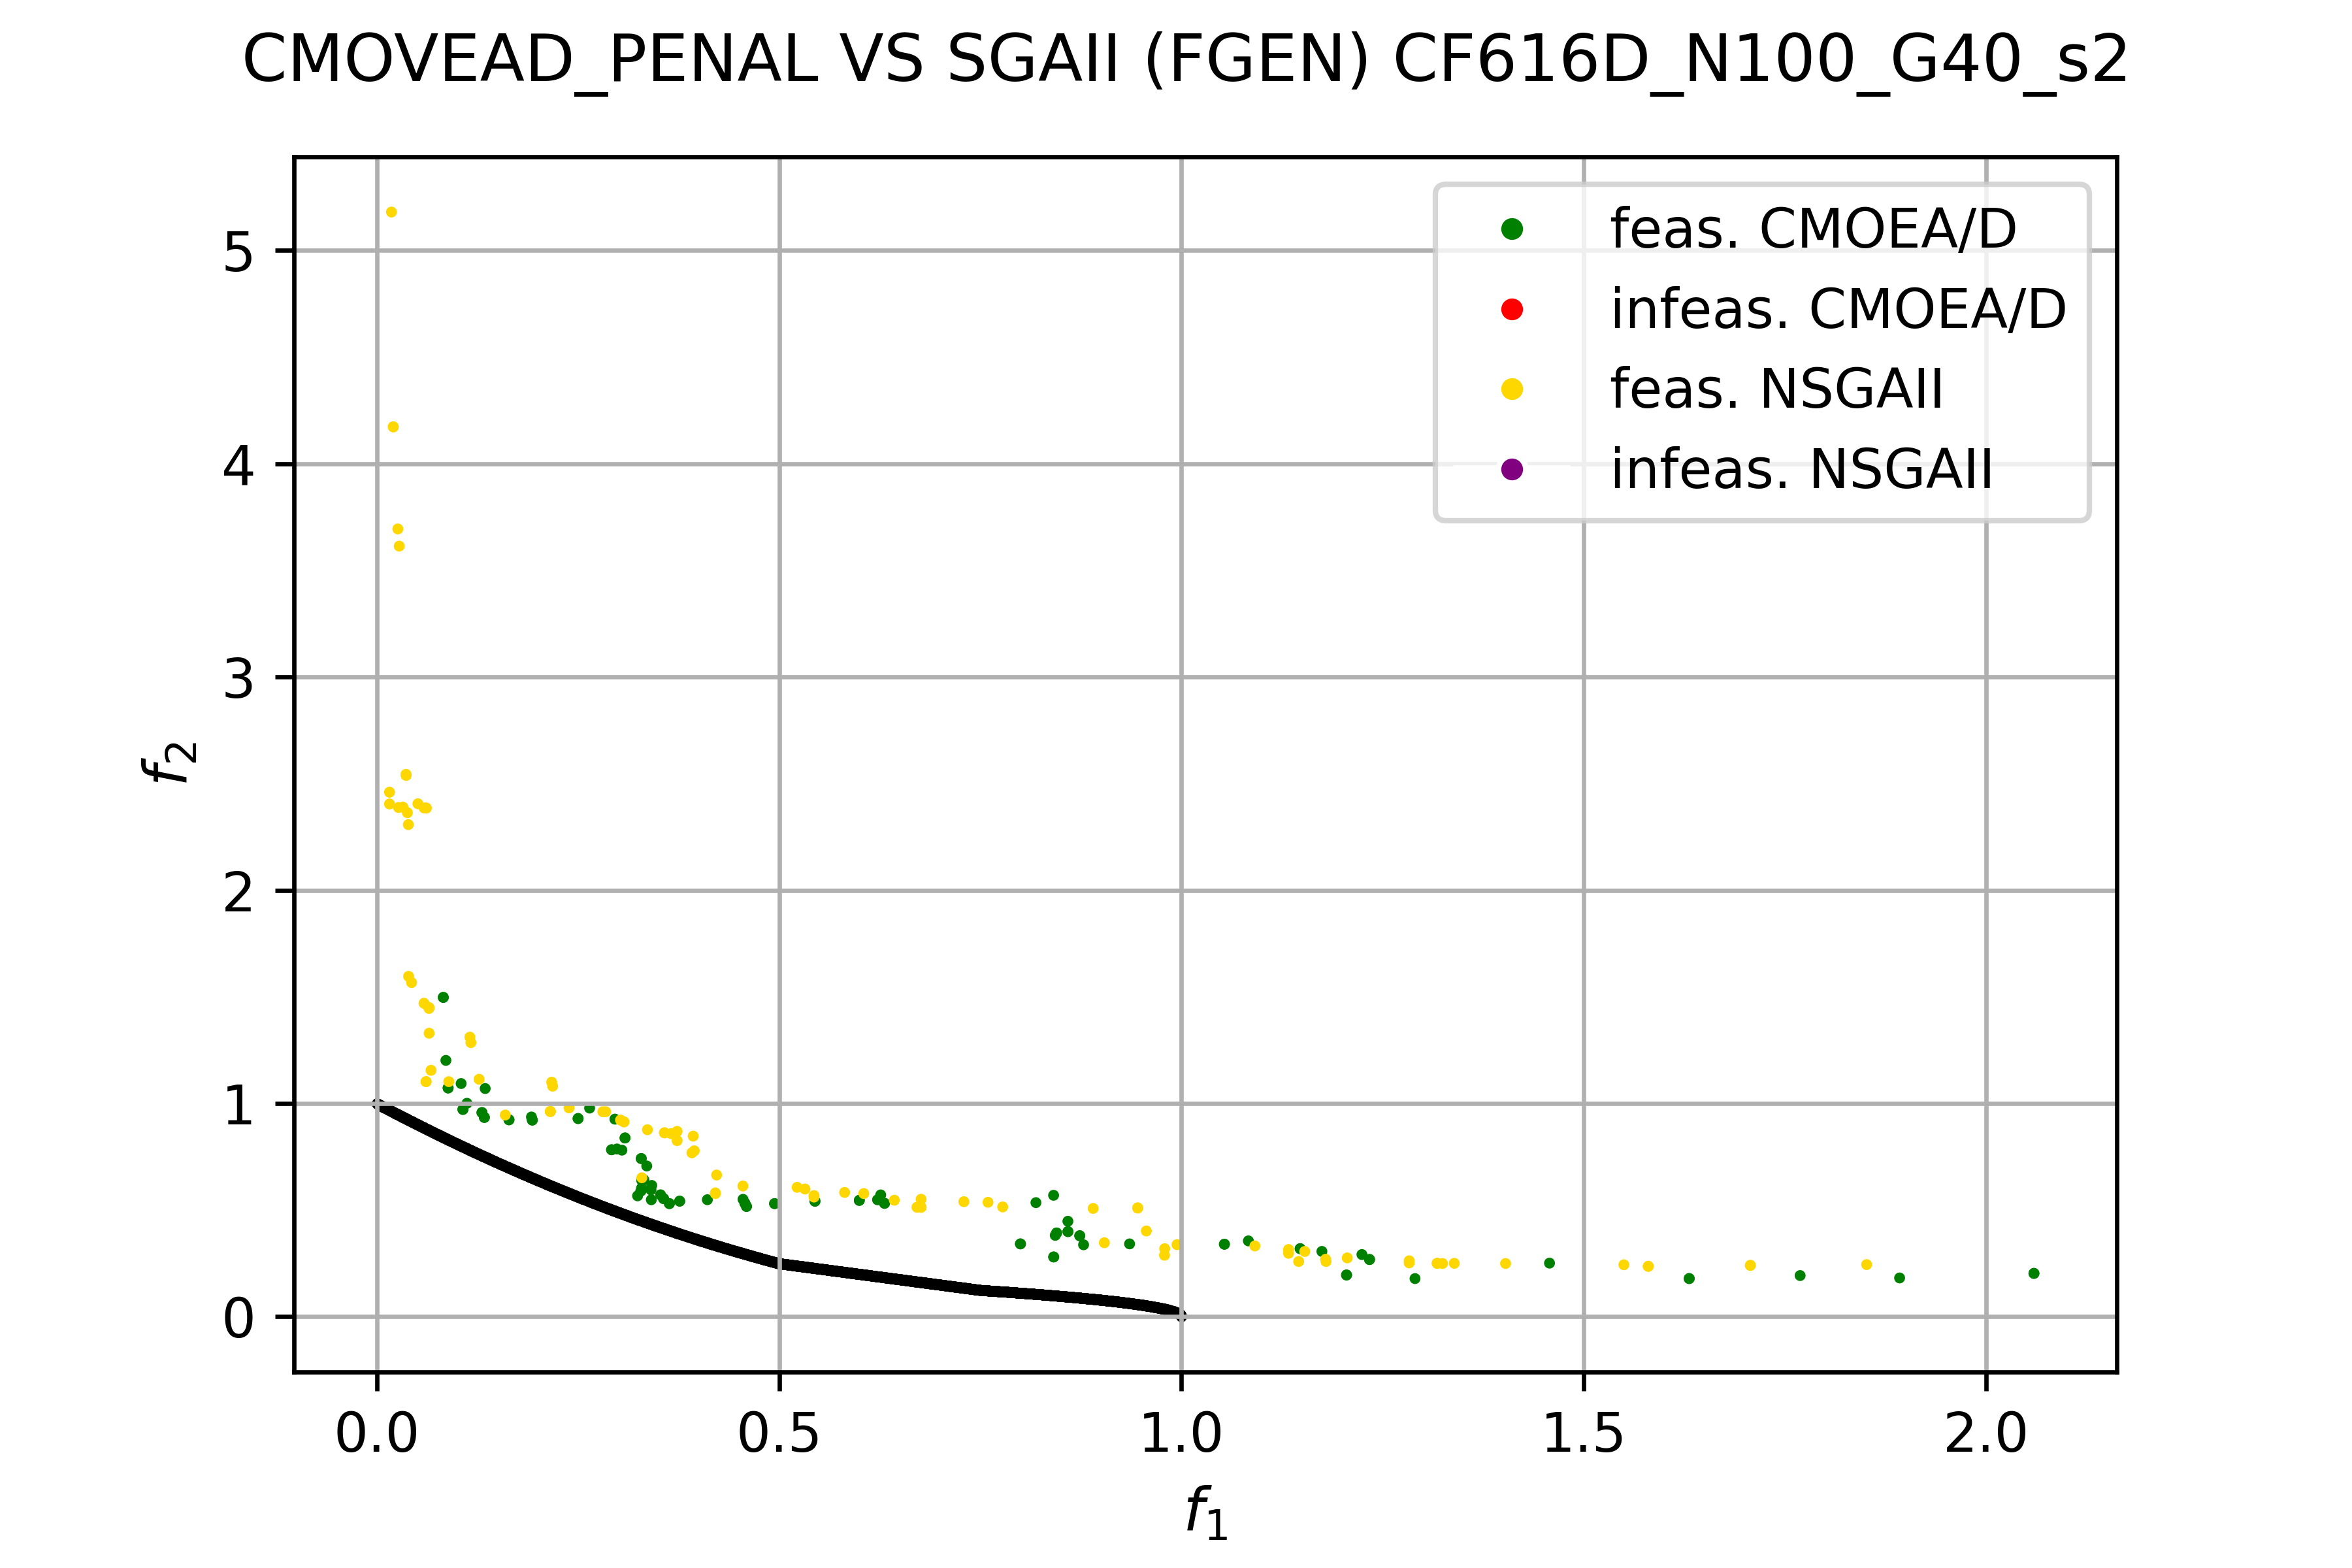 CMOVEAD_PENAL VS SGAII (FGEN) CF616D_N100_G40_s2
feas. CMOEA/D
infeas. CMOEA/D
feas. NSGAII
infeas. NSGAII
5
4
3
2
1
0
f2
0.0 0.5 1.0 1.5 2.0
f1